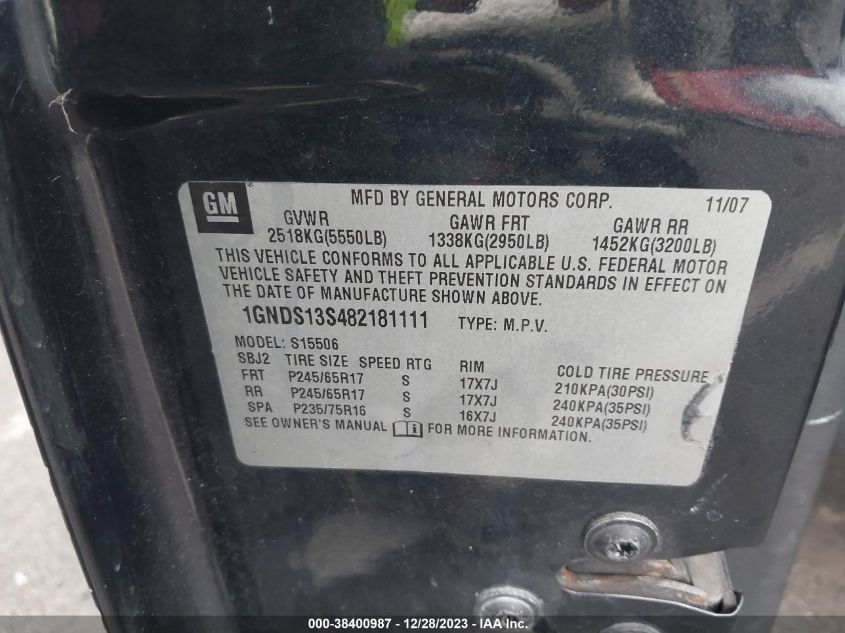 GM ®
MFD BY GENERAL MOTORS CORP. 11/07
GVWR GAWR FRT GAWR RR
2518KG(5550LB) 1338KG(2950LB) 1452KG(3200LB)
THIS VEHICLE CONFORMS TO ALL APPLICABLE U.S. FEDERAL MOTOR
VEHICLE SAFETY AND THEFT PREVENTION STANDARDS IN EFFECT ON
THE DATE OF MANUFACTURE SHOWN ABOVE.
1GNDS13S482181111 TYPE: M.P.V.
MODEL: S15506
SBJ2 TIRE SIZE SPEED RTG RIM COLD TIRE PRESSURE
FRT P245/65R17 S 17X7J 210KPA(30PSI)
RR P245/65R17 S 17X7J 240KPA(35PSI)
SPA P235/75R16 S 16X7J 240KPA(35PSI)
SEE OWNER'S MANUAL FOR MORE INFORMATION.
000-38400987 - 12/28/2023 - IAA Inc.